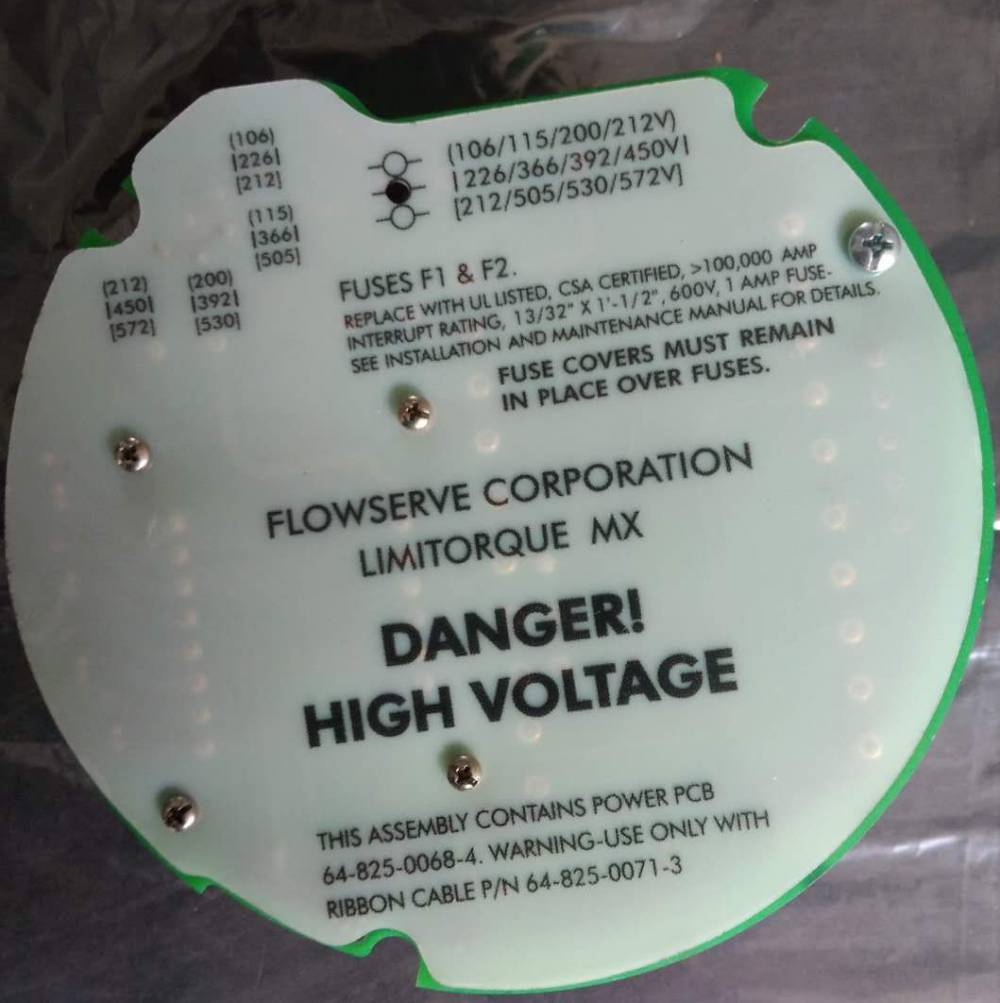 (106)
|226|
[212]
(115)
|366|
[505]
(212)
|450|
[572]
(200)
|392|
[530]
(106/115/200/212V)
|226/366/392/450V|
[212/505/530/572V]
FUSES F1 & F2.
REPLACE WITH UL LISTED, CSA CERTIFIED, >100,000 AMP
INTERRUPT RATING, 13/32" X 1'-1/2", 600V, 1 AMP FUSE-
SEE INSTALLATION AND MAINTENANCE MANUAL FOR DETAILS.
FUSE COVERS MUST REMAIN
IN PLACE OVER FUSES.
FLOWSERVE CORPORATION
LIMITORQUE MX
DANGER!
HIGH VOLTAGE
THIS ASSEMBLY CONTAINS POWER PCB
64-825-0068-4. WARNING-USE ONLY WITH
RIBBON CABLE P/N 64-825-0071-3